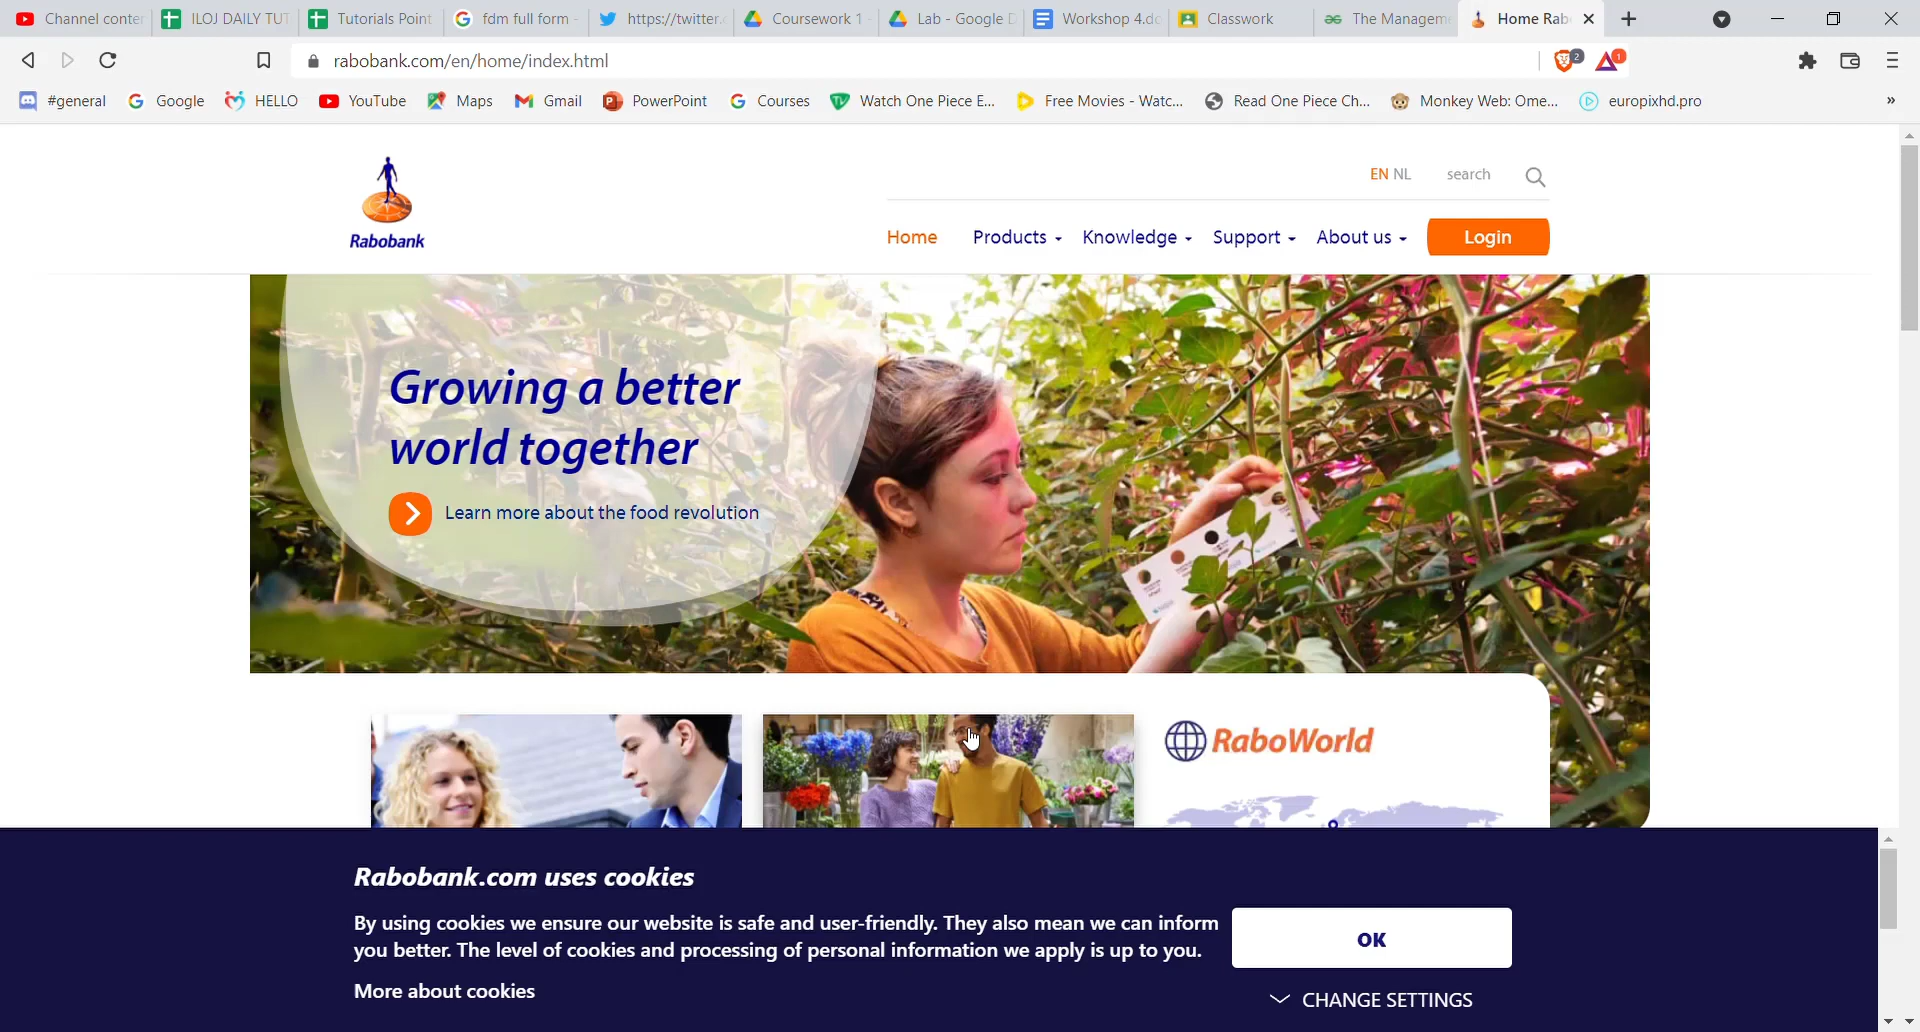 Channel conte
ILOJ DAILY TUT
Tutorials Point
fdm full form -
https://twitter.c
Coursework 1 -
Lab - Google D
Workshop 4.dc
Classwork
The Managem
Home Rab
rabobank.com/en/home/index.html
2
1
#general
Google
HELLO
YouTube
Maps
Gmail
PowerPoint
Courses
Watch One Piece E...
Free Movies - Watc...
Read One Piece Ch...
Monkey Web: Ome...
europixhd.pro
»
Rabobank
EN NL
search
Home
Products
Knowledge
Support
About us
Login
Growing a better
world together
Learn more about the food revolution
RaboWorld
Rabobank.com uses cookies
By using cookies we ensure our website is safe and user-friendly. They also mean we can inform
you better. The level of cookies and processing of personal information we apply is up to you.
OK
More about cookies
CHANGE SETTINGS